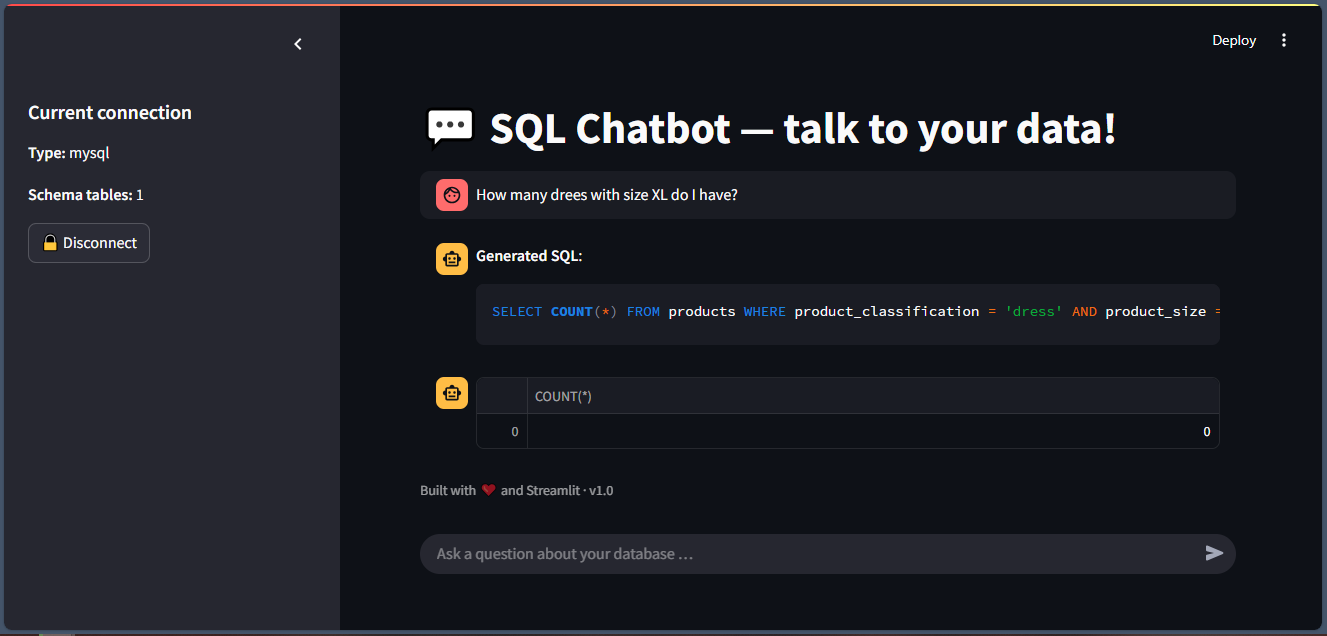 Deploy
Current connection
Type: mysql
Schema tables: 1
Disconnect
SQL Chatbot — talk to your data!
How many drees with size XL do I have?
Generated SQL:
SELECT COUNT(*) FROM products WHERE product_classification = 'dress' AND product_size =
COUNT(*)
0 0
Built with ❤ and Streamlit · v1.0
Ask a question about your database …